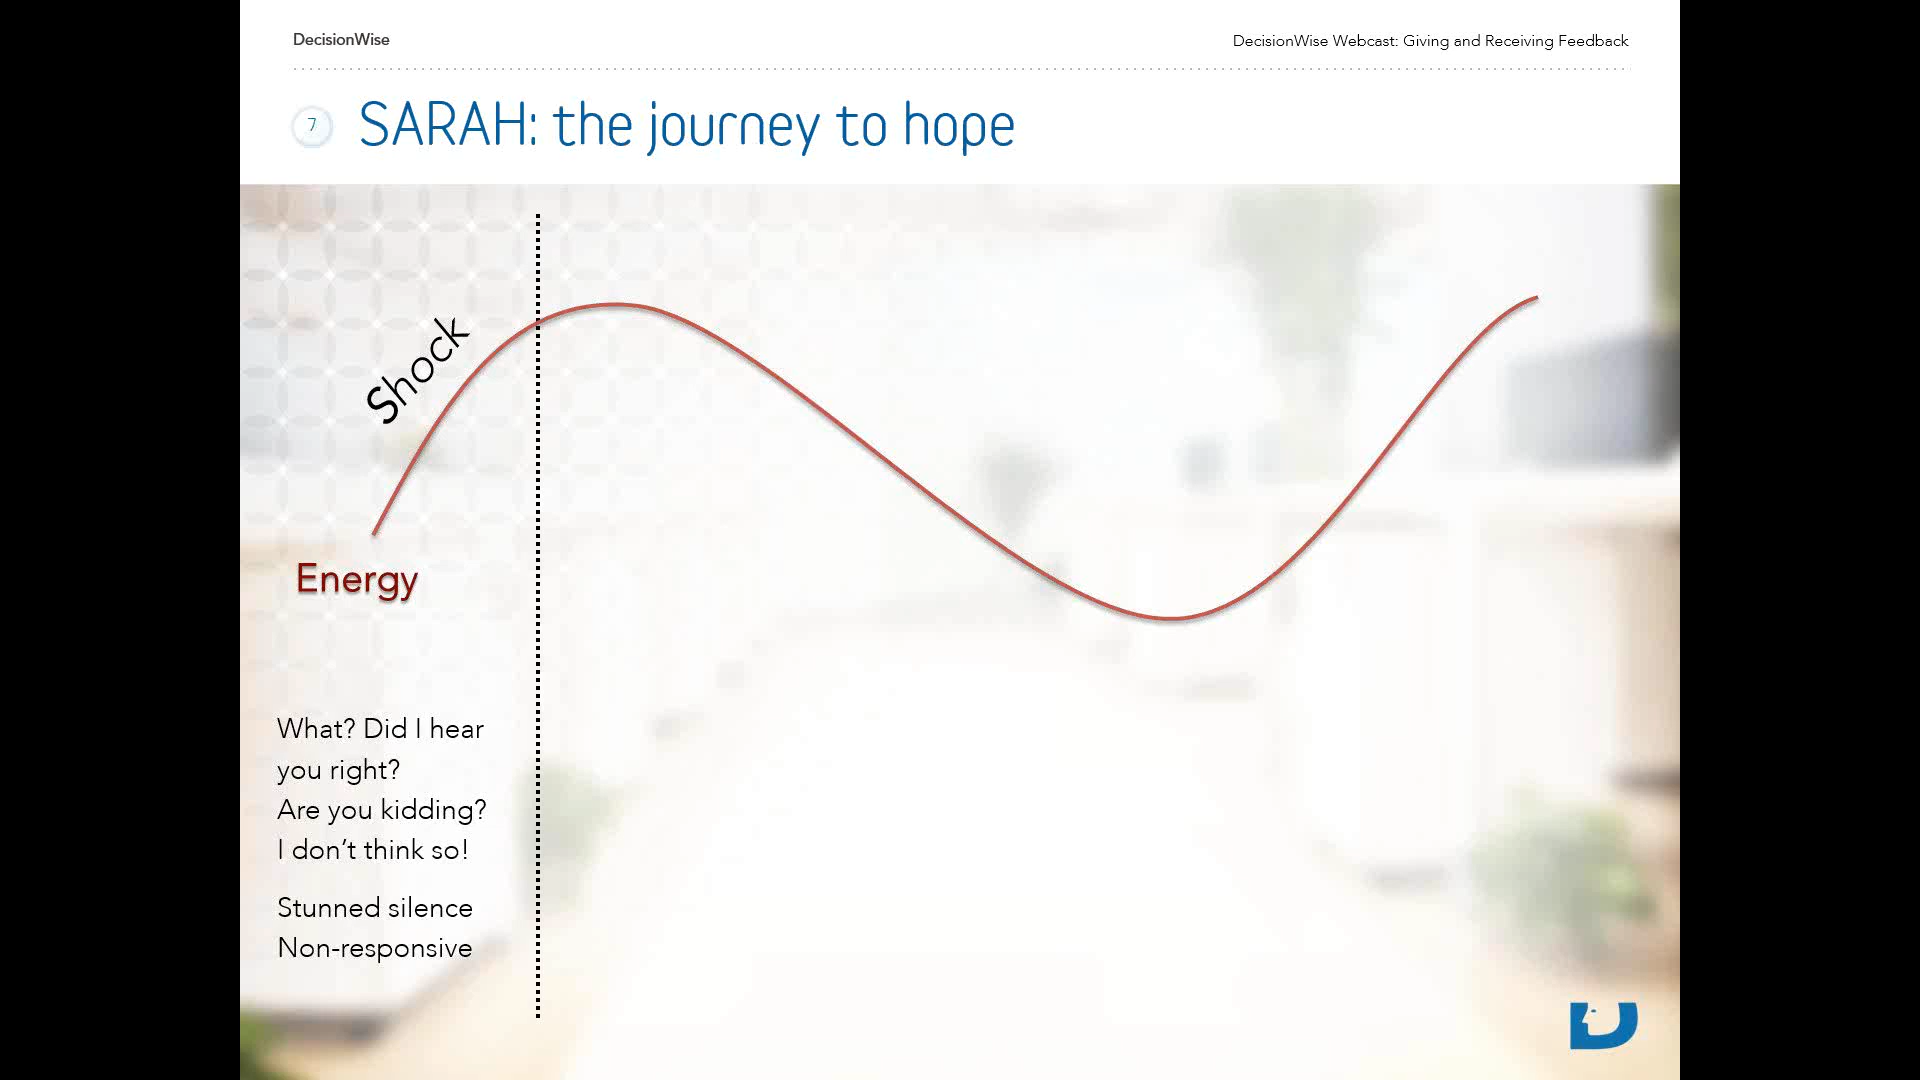 DecisionWise
DecisionWise Webcast: Giving and Receiving Feedback
7
SARAH: the journey to hope
Shock
Energy
What? Did I hear
you right?
Are you kidding?
I don’t think so!
Stunned silence
Non-responsive